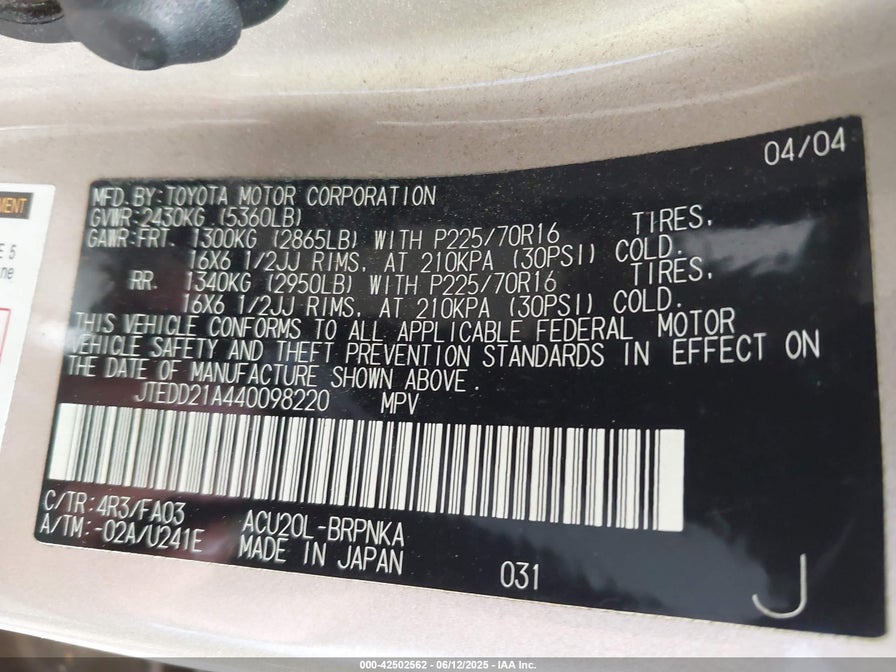 04/04
MFD. BY: TOYOTA MOTOR CORPORATION
GVWR: 2430KG (5360LB)
GAWR: FRT. 1300KG (2865LB) WITH P225/70R16 TIRES,
16X6 1/2JJ RIMS, AT 210KPA (30PSI) COLD.
RR. 1340KG (2950LB) WITH P225/70R16 TIRES,
16X6 1/2JJ RIMS, AT 210KPA (30PSI) COLD.
THIS VEHICLE CONFORMS TO ALL APPLICABLE FEDERAL MOTOR
VEHICLE SAFETY AND THEFT PREVENTION STANDARDS IN EFFECT ON
THE DATE OF MANUFACTURE SHOWN ABOVE.
JTEDD21A440098220 MPV
C/TR: 4R3/FA03 ACU20L-BRPNKA
A/TM: -02A/U241E MADE IN JAPAN
031
J
000-42502562 - 06/12/2025 - IAA Inc.